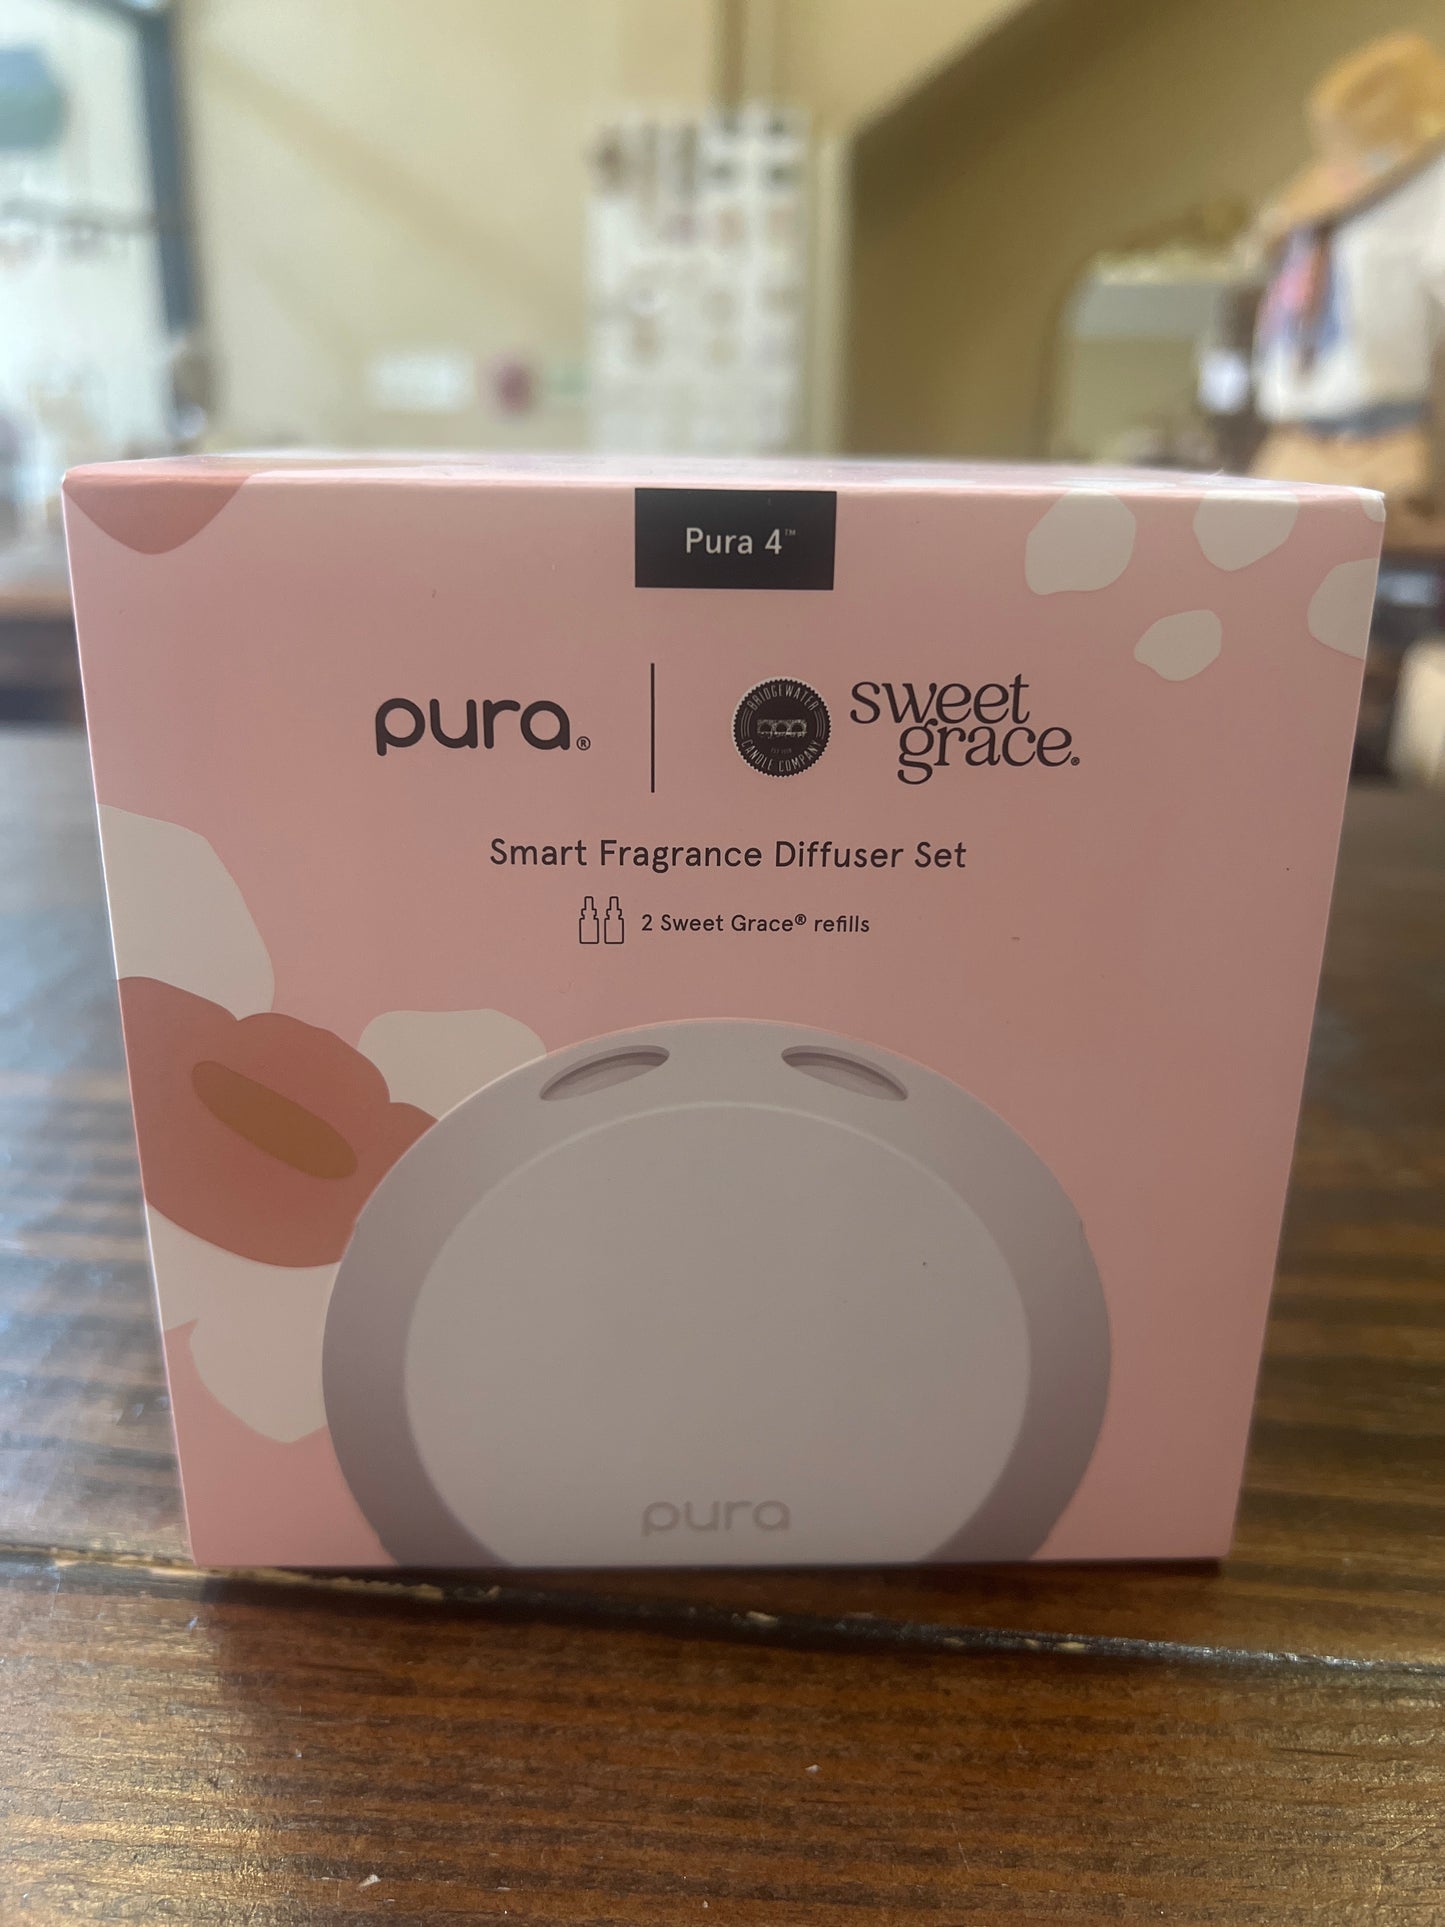 Pura 4™
pura®
BRIDGEWATER
CANDLE COMPANY
sweet
grace®
Smart Fragrance Diffuser Set
2 Sweet Grace® refills
pura